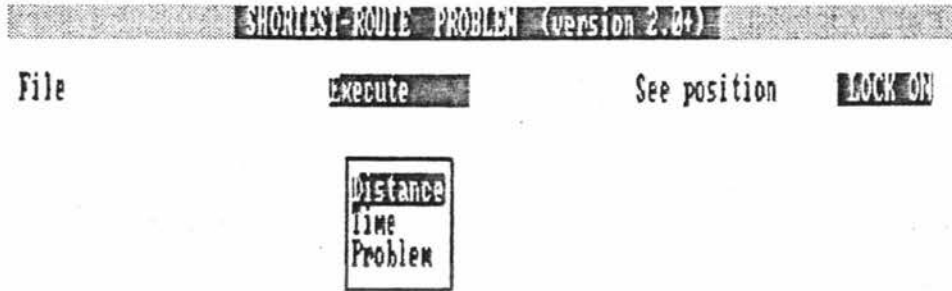 SHORTEST-ROUTE PROBLEM (version 2.0+)
File Execute See position LOCK ON
Distance
Time
Problem